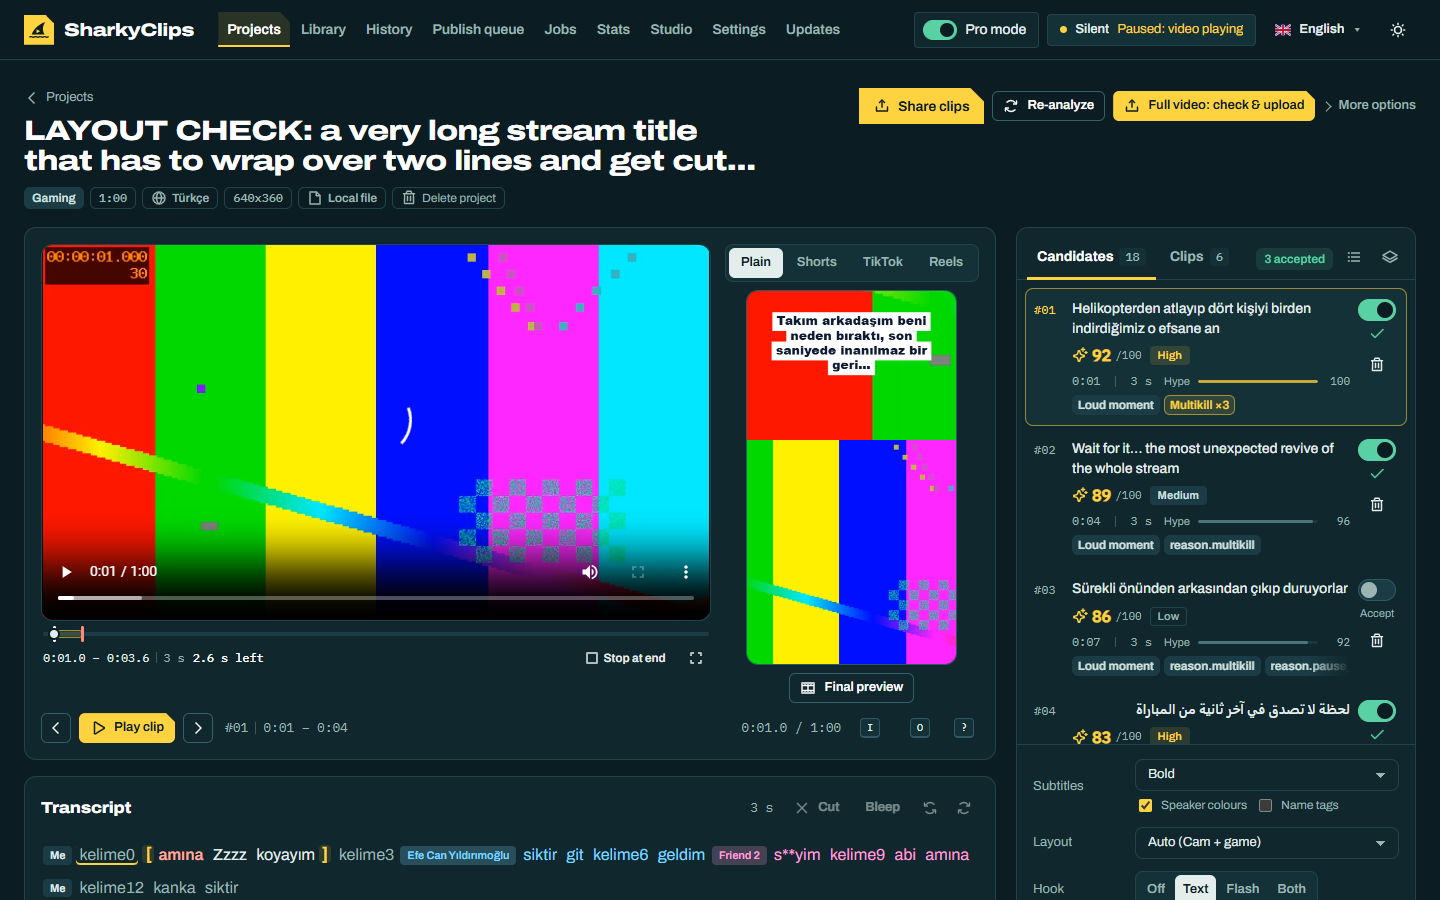 SharkyClips
Projects
Library
History
Publish queue
Jobs
Stats
Studio
Settings
Updates
Pro mode
Silent Paused: video playing
English
Projects
Share clips
Re-analyze
Full video: check & upload
More options
LAYOUT CHECK: a very long stream title
that has to wrap over two lines and get cut...
Gaming
1:00
Türkçe
640x360
Local file
Delete project
00:00:01.000
30
0:01 / 1:00
0:01.0 – 0:03.6 | 3 s 2.6 s left
Stop at end
Play clip
#01 | 0:01 – 0:04
Plain
Shorts
TikTok
Reels
Takım arkadaşım beni
neden bıraktı, son
saniyede inanılmaz bir
geri...
Final preview
0:01.0 / 1:00
I
O
?
Candidates 18
Clips 6
3 accepted
#01
Helikopterden atlayıp dört kişiyi birden
indirdiğimiz o efsane an
92 /100 High
0:01 | 3 s Hype 100
Loud moment
Multikill ×3
#02
Wait for it... the most unexpected revive of
the whole stream
89 /100 Medium
0:04 | 3 s Hype 96
Loud moment
reason.multikill
#03
Sürekli önünden arkasından çıkıp duruyorlar
Accept
86 /100 Low
0:07 | 3 s Hype 92
Loud moment
reason.multikill
reason.pause
#04
لحظة لا تصدق في آخر ثانية من المباراة
83 /100 High
Subtitles
Bold
Speaker colours
Name tags
Layout
Auto (Cam + game)
Hook
Off
Text
Flash
Both
Transcript
3 s
Cut
Bleep
Me kelime0 [ amına Zzzz koyayım ] kelime3 Efe Can Yıldırımoğlu siktir git kelime6 geldim Friend 2 s**yim kelime9 abi amına
Me kelime12 kanka siktir